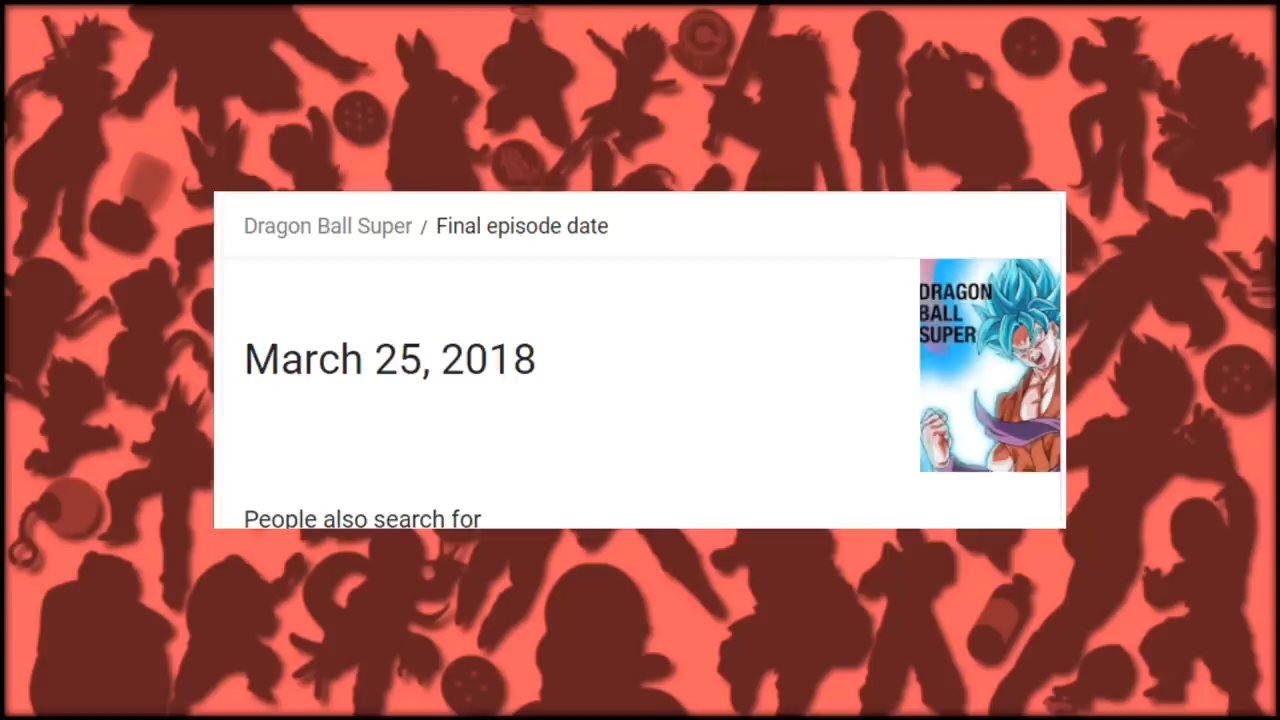 Dragon Ball Super / Final episode date
DRAGON
BALL
SUPER
March 25, 2018
People also search for